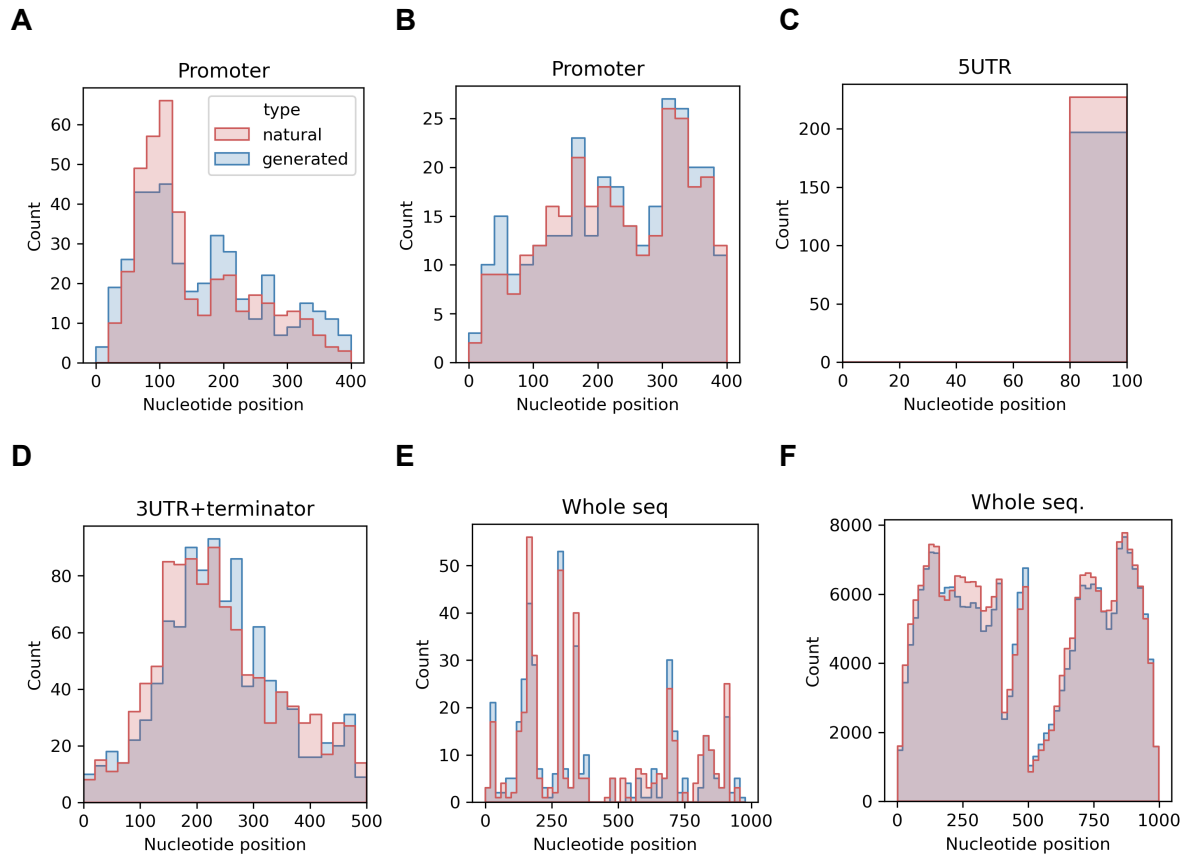 A
B
C
Promoter
Promoter
5UTR
type
natural
generated
Count
0
10
20
30
40
50
60
0
100
200
300
400
Nucleotide position
Count
0
5
10
15
20
25
0
100
200
300
400
Nucleotide position
Count
0
50
100
150
200
0
20
40
60
80
100
Nucleotide position
D
E
F
3UTR+terminator
Whole seq
Whole seq.
Count
0
20
40
60
80
0
100
200
300
400
500
Nucleotide position
Count
0
10
20
30
40
50
0
250
500
750
1000
Nucleotide position
Count
0
2000
4000
6000
8000
0
250
500
750
1000
Nucleotide position